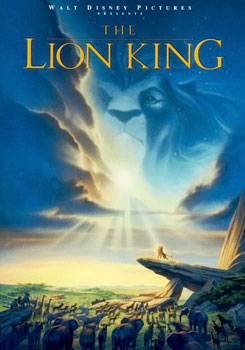 WALT DISNEY PICTURES
PRESENTS
THE
LION KING